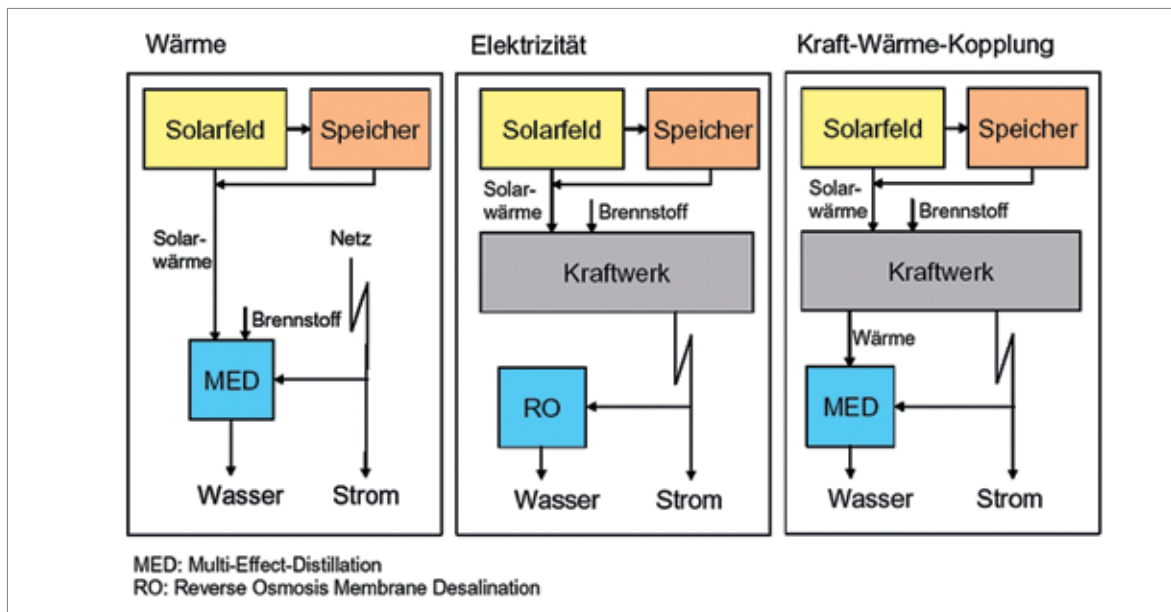 Wärme
Solarfeld
Speicher
Solar-
wärme
Netz
Brennstoff
MED
Wasser
Strom
Elektrizität
Solarfeld
Speicher
Solar-
wärme
Brennstoff
Kraftwerk
RO
Wasser
Strom
Kraft-Wärme-Kopplung
Solarfeld
Speicher
Solar-
wärme
Brennstoff
Kraftwerk
Wärme
MED
Wasser
Strom
MED: Multi-Effect-Distillation
RO: Reverse Osmosis Membrane Desalination